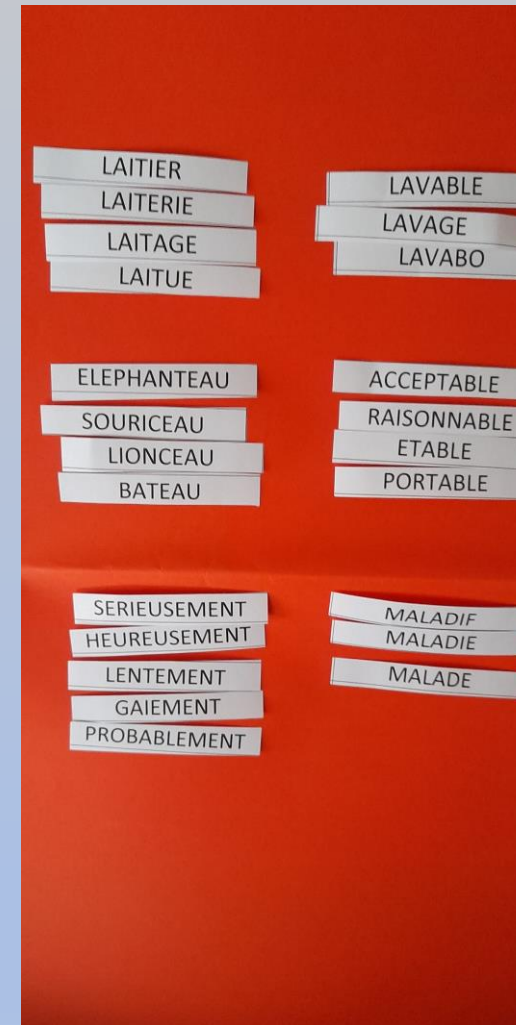 LAITIER
LAITERIE
LAITAGE
LAITUE
LAVABLE
LAVAGE
LAVABO
ELEPHANTEAU
SOURICEAU
LIONCEAU
BATEAU
ACCEPTABLE
RAISONNABLE
ETABLE
PORTABLE
SERIEUSEMENT
HEUREUSEMENT
LENTEMENT
GAIEMENT
PROBABLEMENT
MALADIF
MALADIE
MALADE